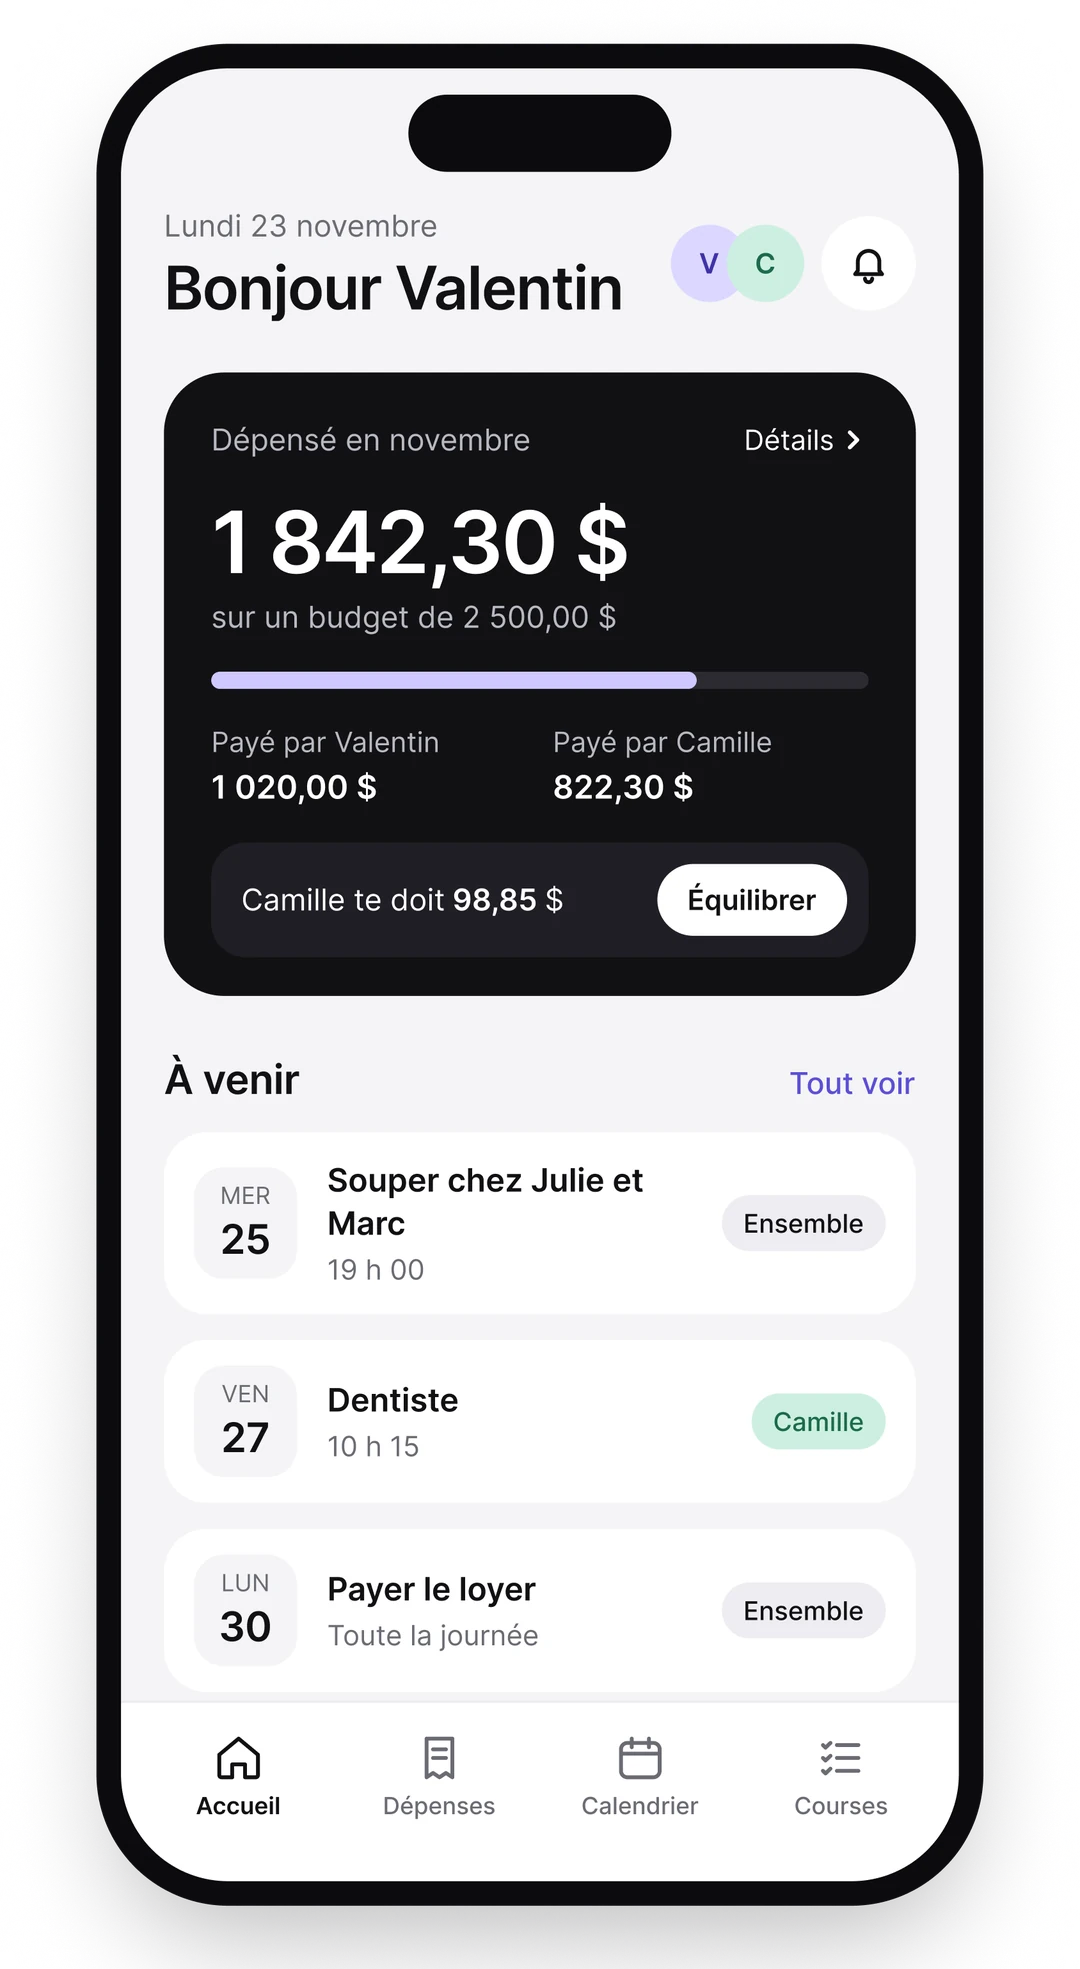 Lundi 23 novembre
Bonjour Valentin
V
C
Dépensé en novembre
Détails
1 842,30 $
sur un budget de 2 500,00 $
Payé par Valentin
1 020,00 $
Payé par Camille
822,30 $
Camille te doit 98,85 $
Équilibrer
À venir
Tout voir
MER
25
Souper chez Julie et
Marc
19 h 00
Ensemble
VEN
27
Dentiste
10 h 15
Camille
LUN
30
Payer le loyer
Toute la journée
Ensemble
Accueil
Dépenses
Calendrier
Courses